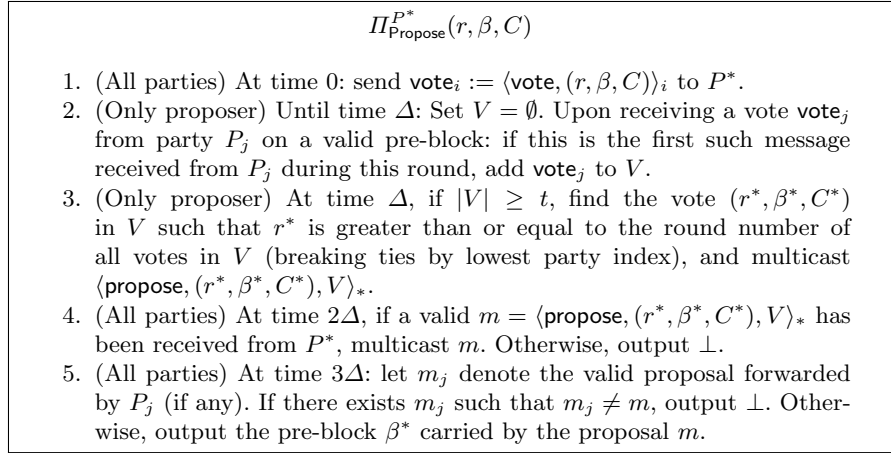 Π^{P*}_{Propose}(r, β, C)
1. (All parties) At time 0: send vote_i := ⟨vote, (r, β, C)⟩_i to P*.
2. (Only proposer) Until time Δ: Set V = ∅. Upon receiving a vote vote_j
from party P_j on a valid pre-block: if this is the first such message
received from P_j during this round, add vote_j to V.
3. (Only proposer) At time Δ, if |V| ≥ t, find the vote (r*, β*, C*)
in V such that r* is greater than or equal to the round number of
all votes in V (breaking ties by lowest party index), and multicast
⟨propose, (r*, β*, C*), V⟩_*.
4. (All parties) At time 2Δ, if a valid m = ⟨propose, (r*, β*, C*), V⟩_* has
been received from P*, multicast m. Otherwise, output ⊥.
5. (All parties) At time 3Δ: let m_j denote the valid proposal forwarded
by P_j (if any). If there exists m_j such that m_j ≠ m, output ⊥. Other-
wise, output the pre-block β* carried by the proposal m.